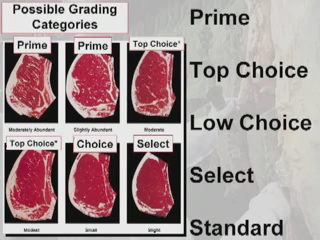 Possible Grading
Categories
Prime
Prime
Top Choice*
Moderately Abundant
Slightly Abundant
Moderate
Top Choice*
Choice
Select
Modest
Small
Slight
Prime
Top Choice
Low Choice
Select
Standard